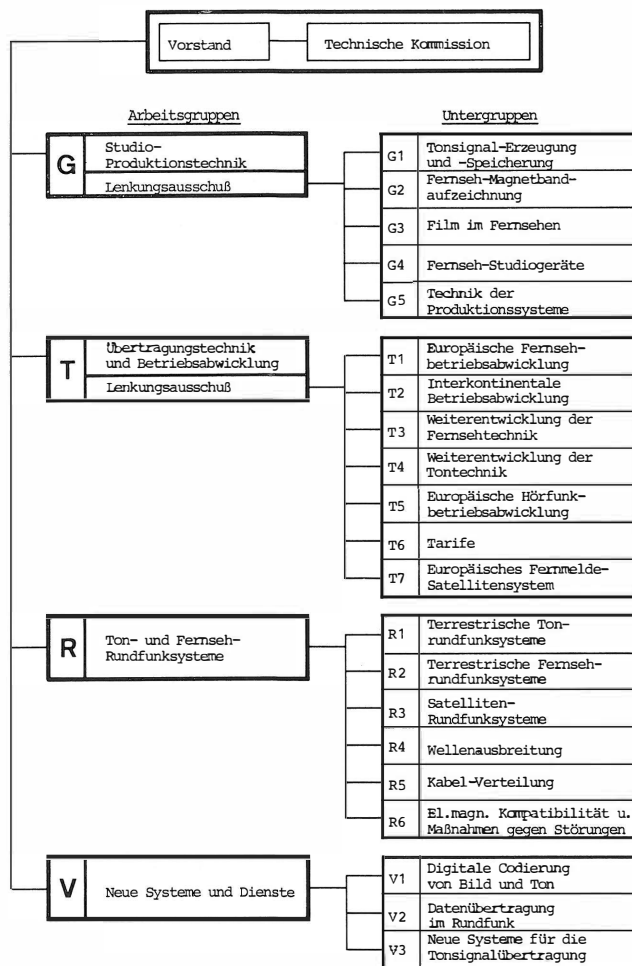 Vorstand
Technische Kommission
Arbeitsgruppen
Untergruppen
G
Studio-
Produktionstechnik
Lenkungsausschuß
G1
Tonsignal-Erzeugung
und -Speicherung
G2
Fernseh-Magnetband-
aufzeichnung
G3
Film im Fernsehen
G4
Fernseh-Studiogeräte
G5
Technik der
Produktionssysteme
T
Übertragungstechnik
und Betriebsabwicklung
Lenkungsausschuß
T1
Europäische Fernseh-
betriebsabwicklung
T2
Interkontinentale
Betriebsabwicklung
T3
Weiterentwicklung der
Fernsehtechnik
T4
Weiterentwicklung der
Tontechnik
T5
Europäische Hörfunk-
betriebsabwicklung
T6
Tarife
T7
Europäisches Fernmelde-
Satellitensystem
R
Ton- und Fernseh-
Rundfunksysteme
R1
Terrestrische Ton-
rundfunksysteme
R2
Terrestrische Fernseh-
rundfunksysteme
R3
Satelliten-
Rundfunksysteme
R4
Wellenausbreitung
R5
Kabel-Verteilung
R6
El.magn. Kompatibilität u.
Maßnahmen gegen Störungen
V
Neue Systeme und Dienste
V1
Digitale Codierung
von Bild und Ton
V2
Datenübertragung
im Rundfunk
V3
Neue Systeme für die
Tonsignalübertragung